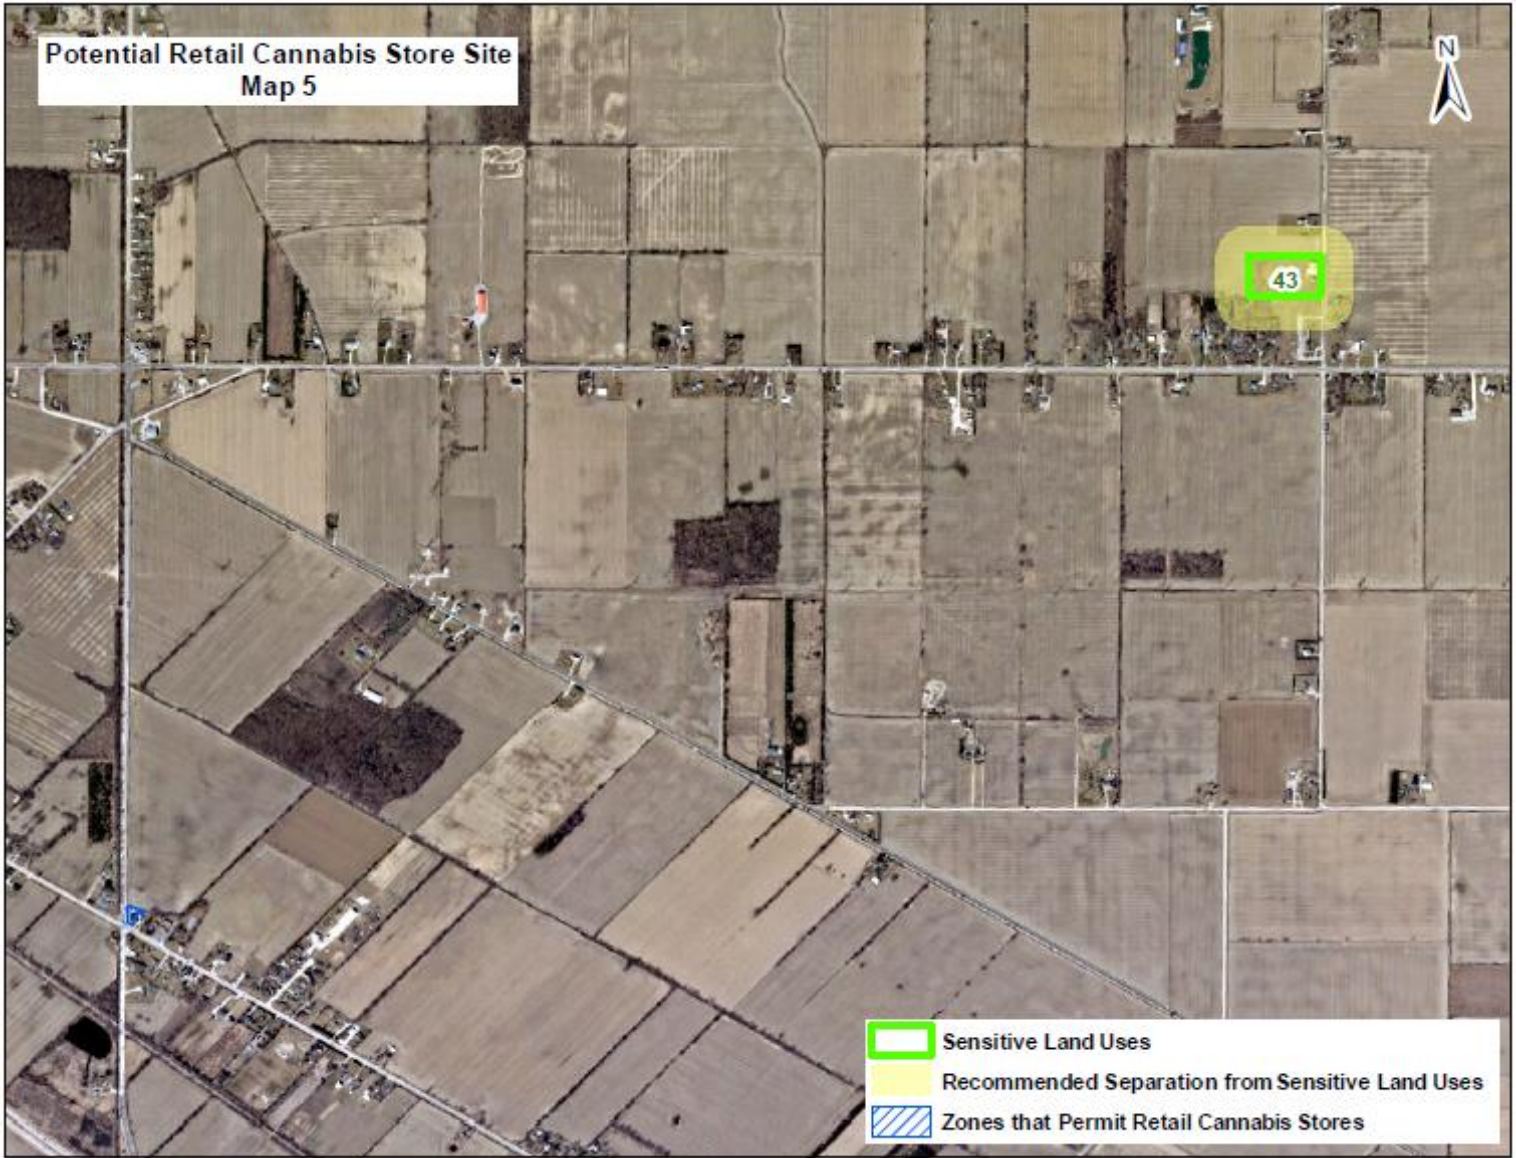 Potential Retail Cannabis Store Site
Map 5
N
43
Sensitive Land Uses
Recommended Separation from Sensitive Land Uses
Zones that Permit Retail Cannabis Stores